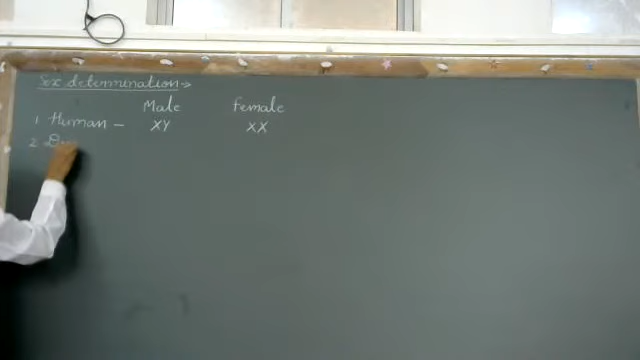 Sex determination →
Male Female
1 Human – XY XX
2